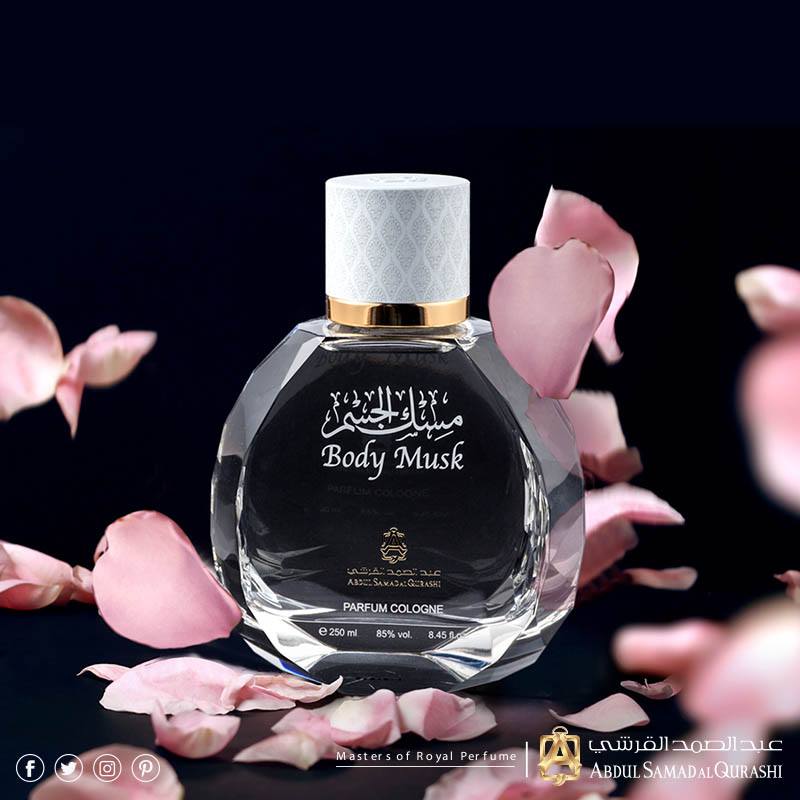 مسك الجسم
Body Musk
PARFUM COLOGNE
عبد الصمد القرشي
ABDUL SAMAD AL QURASHI
PARFUM COLOGNE
℮ 250 ml 85% vol. 8.45 fl.
Masters of Royal Perfume
عبد الصمد القرشي
ABDUL SAMAD AL QURASHI